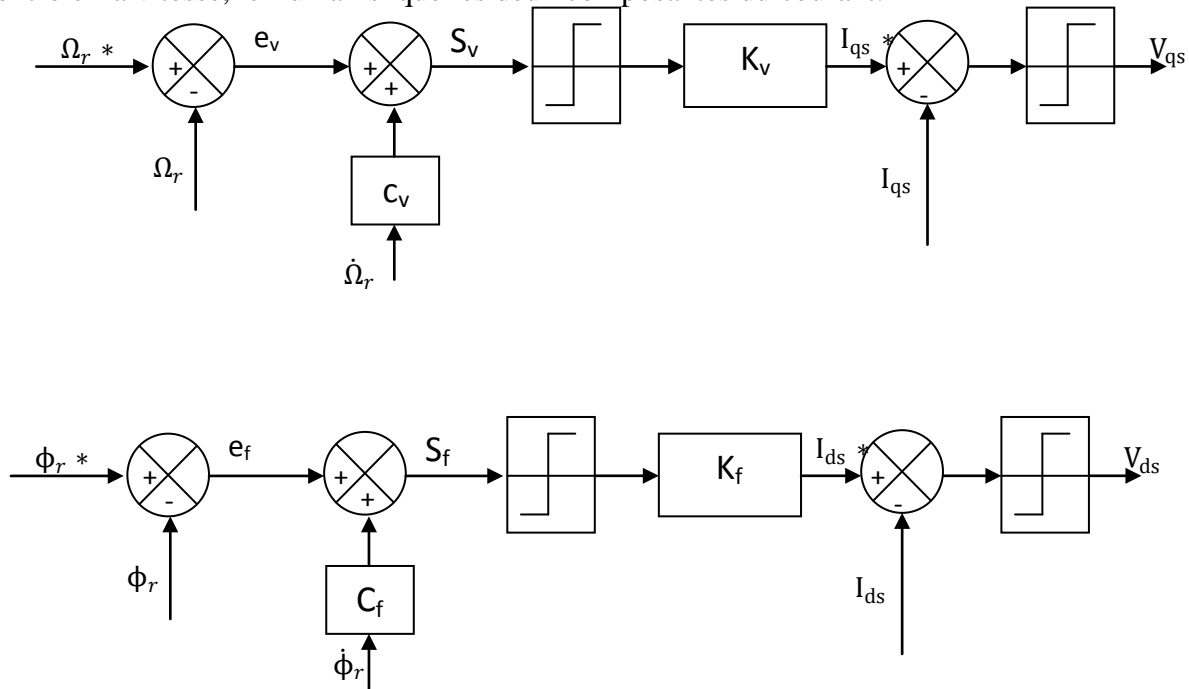 Ω_r *
+
-
e_v
+
+
S_v
K_v
I_qs *
+
-
V_qs
Ω_r
c_v
I_qs
Ω̇_r
ϕ_r *
+
-
e_f
+
+
S_f
K_f
I_ds *
+
-
V_ds
ϕ_r
C_f
I_ds
ϕ̇_r